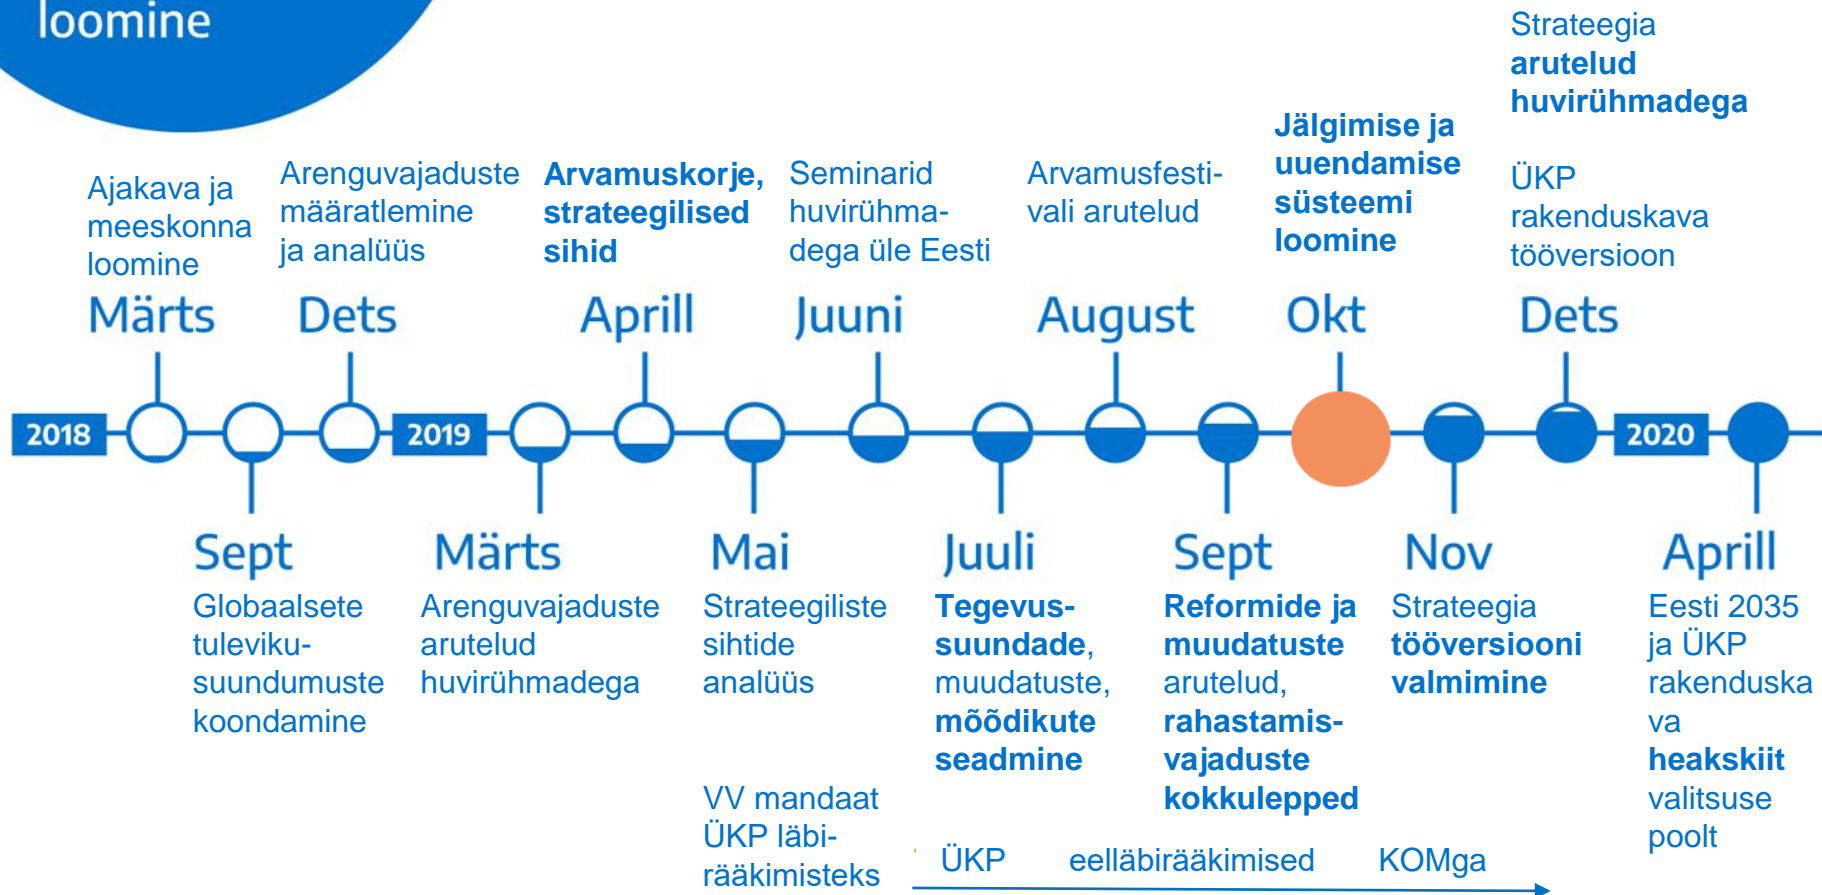 loomine
Strateegia
arutelud
huvirühmadega
ÜKP
rakenduskava
tööversioon
Jälgimise ja
uuendamise
süsteemi
loomine
Ajakava ja
meeskonna
loomine
Arenguvajaduste
määratlemine
ja analüüs
Arvamuskorje,
strateegilised
sihid
Seminarid
huvirühma-
dega üle Eesti
Arvamusfesti-
vali arutelud
Märts
Dets
Aprill
Juuni
August
Okt
Dets
2018
2019
2020
Sept
Globaalsete
tuleviku-
suundumuste
koondamine
Märts
Arenguvajaduste
arutelud
huvirühmadega
Mai
Strateegiliste
sihtide
analüüs
VV mandaat
ÜKP läbi-
rääkimisteks
Juuli
Tegevus-
suundade,
muudatuste,
mõõdikute
seadmine
Sept
Reformide ja
muudatuste
arutelud,
rahastamis-
vajaduste
kokkulepped
Nov
Strateegia
tööversiooni
valmimine
Aprill
Eesti 2035
ja ÜKP
rakenduska
va
heakskiit
valitsuse
poolt
ÜKP eelläbirääkimised KOMga